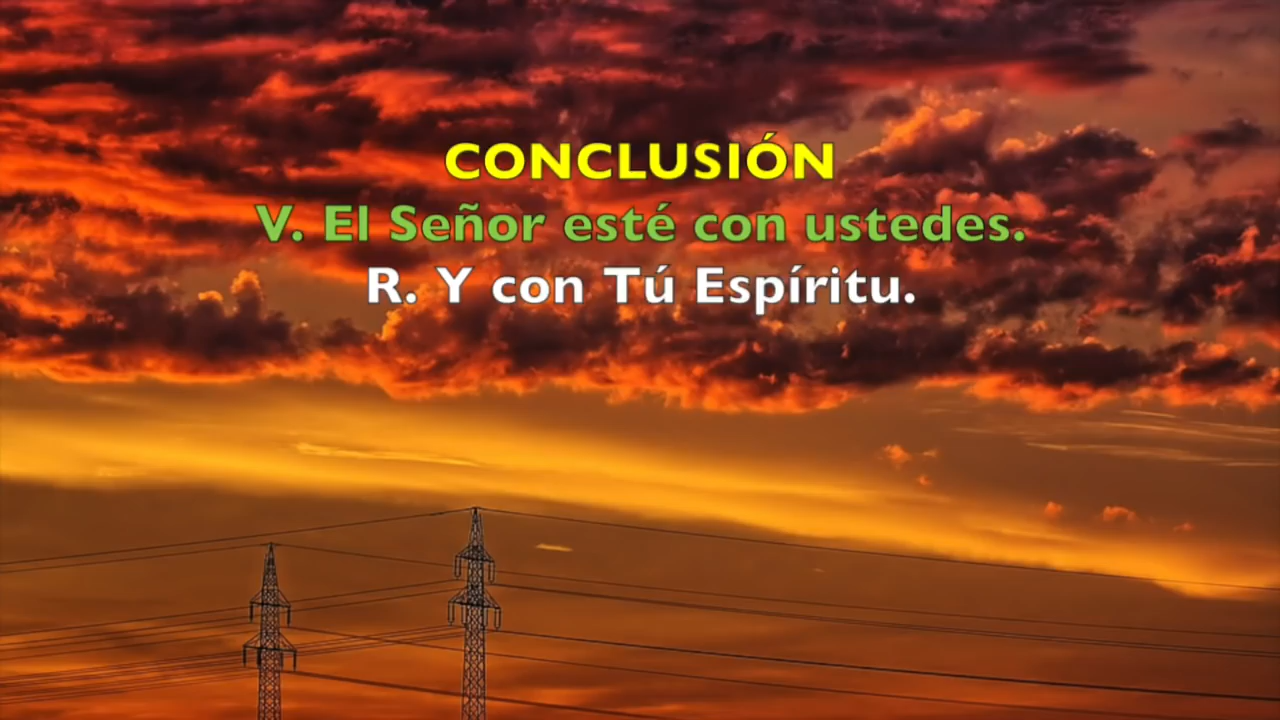 CONCLUSIÓN
V. El Señor esté con ustedes.
R. Y con Tú Espíritu.